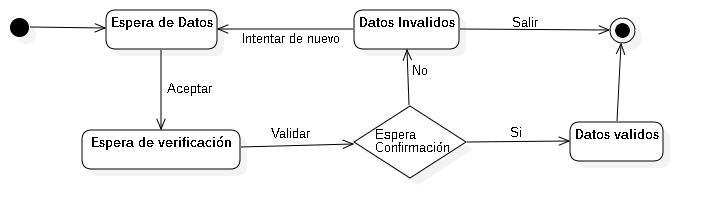 Espera de Datos
Datos Invalidos
Salir
Intentar de nuevo
No
Aceptar
Espera de verificación
Validar
Espera
Confirmación
Si
Datos validos